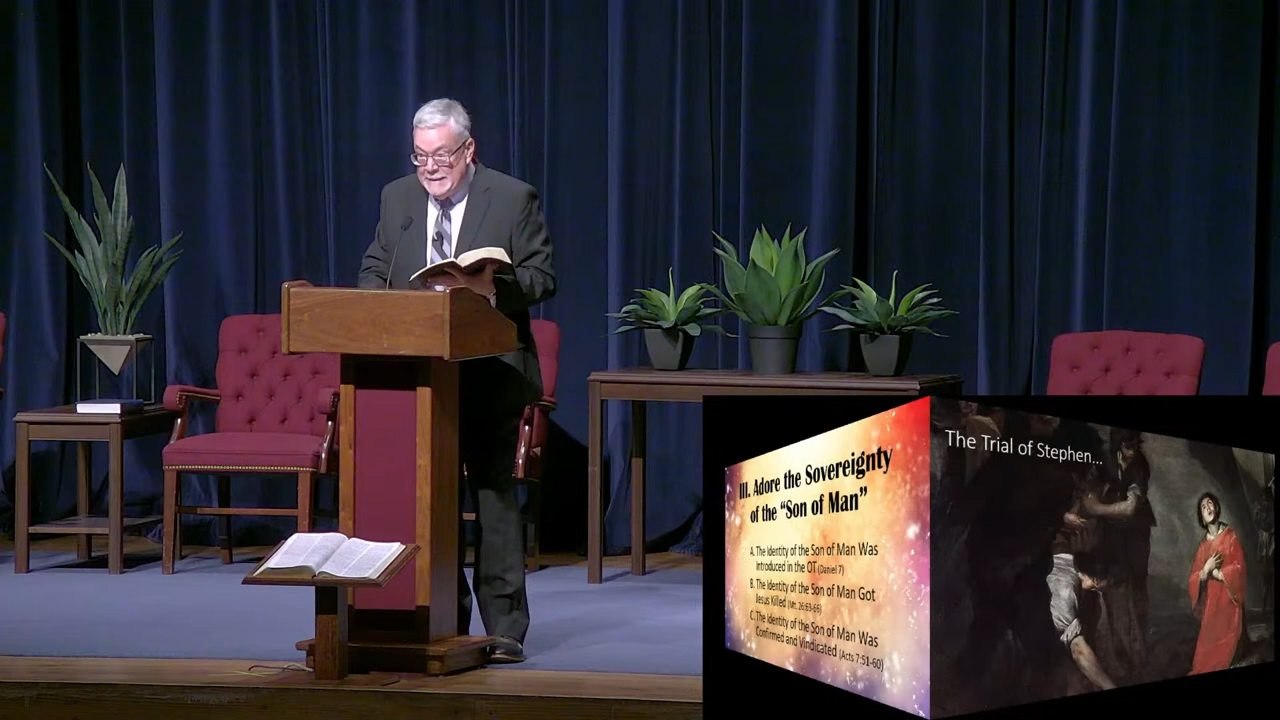 III. Adore the Sovereignty
of the “Son of Man”
A. The Identity of the Son of Man Was
Introduced in the OT (Daniel 7)
B. The Identity of the Son of Man Got
Jesus Killed (Mt. 26:63-66)
C. The Identity of the Son of Man Was
Confirmed and Vindicated (Acts 7:51-60)
The Trial of Stephen...